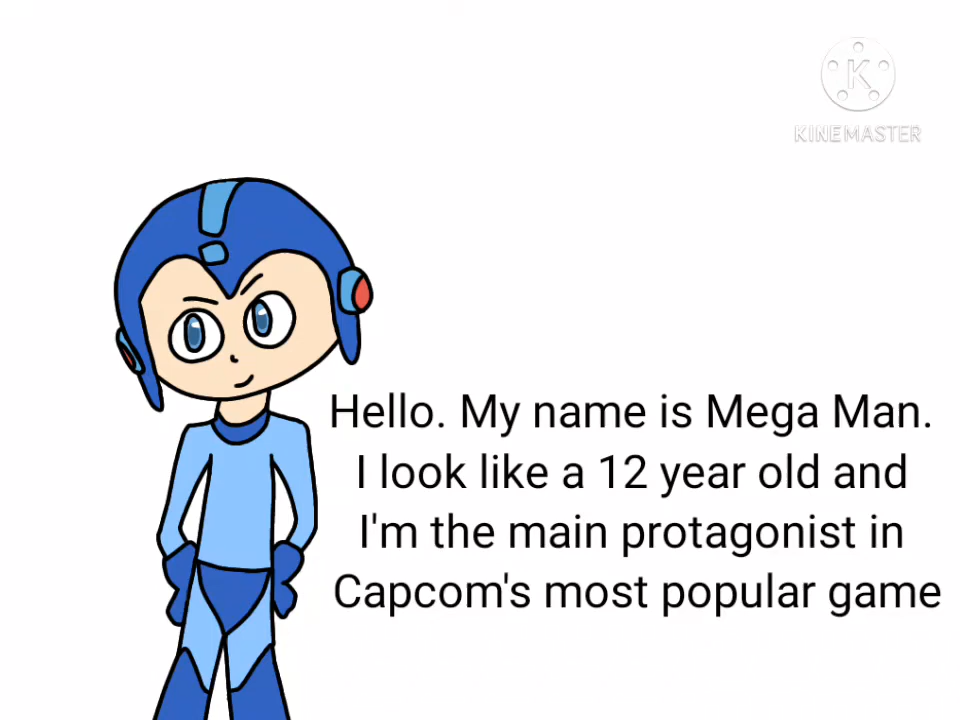 K
KINEMASTER
Hello. My name is Mega Man.
I look like a 12 year old and
I'm the main protagonist in
Capcom's most popular game